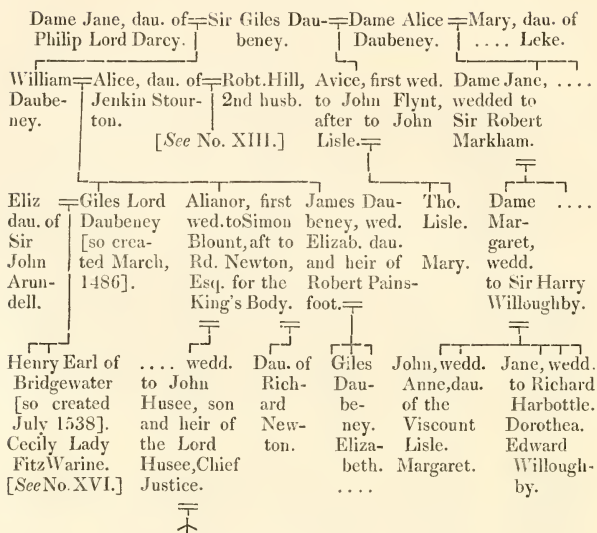 Dame Jane, dau. of Sir Giles Dau- Dame Alice Mary, dau. of
Philip Lord Darcy. beney. Daubeney. .... Leke.
William Alice, dau. of Robt. Hill, Avice, first wed. Dame Jane, ....
Daube- Jenkin Stour- 2nd husb. to John Flynt, wedded to
ney. ton. after to John Sir Robert
[See No. XIII.] Lisle. Markham.
Eliz Giles Lord Alianor, first James Dau- Tho. Dame ....
dau. of Daubeney wed. to Simon beney, wed. Lisle. Mar-
Sir [so crea- Blount, aft to Elizab. dau. garet,
John ted March, Rd. Newton, and heir of Mary. wedd.
Arun- 1486]. Esq. for the Robert Pains- to Sir Harry
dell. King's Body. foot. Willoughby.
Henry Earl of .... wedd. Dau. of Giles John, wedd. Jane, wedd.
Bridgewater to John Rich- Dau- Anne, dau. to Richard
[so created Husee, son ard be- of the Harbottle.
July 1538]. and heir of New- ney. Viscount Dorothea.
Cecily Lady the Lord ton. Eliza- Lisle. Edward
FitzWarine. Husee, Chief beth. Margaret. Willough-
[See No. XVI.] Justice. .... by.